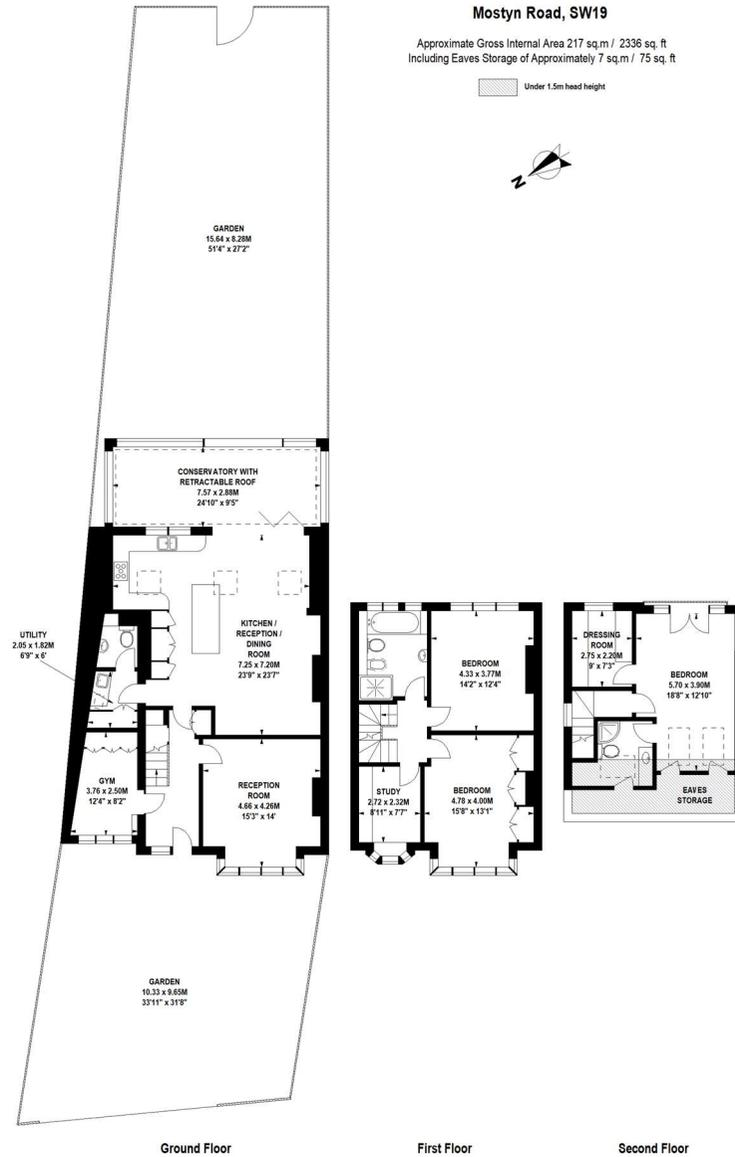 Mostyn Road, SW19
Approximate Gross Internal Area 217 sq.m / 2336 sq. ft
Including Eaves Storage of Approximately 7 sq.m / 75 sq. ft
Under 1.5m head height
N
GARDEN
15.64 x 8.28M
51'4" x 27'2"
CONSERVATORY WITH
RETRACTABLE ROOF
7.57 x 2.88M
24'10" x 9'5"
KITCHEN /
RECEPTION /
DINING
ROOM
7.25 x 7.20M
23'9" x 23'7"
UTILITY
2.05 x 1.82M
6'9" x 6'
GYM
3.76 x 2.50M
12'4" x 8'2"
RECEPTION
ROOM
4.66 x 4.26M
15'3" x 14'
GARDEN
10.33 x 9.65M
33'11" x 31'8"
Ground Floor
BEDROOM
4.33 x 3.77M
14'2" x 12'4"
STUDY
2.72 x 2.32M
8'11" x 7'7"
BEDROOM
4.78 x 4.00M
15'8" x 13'1"
First Floor
DRESSING
ROOM
2.75 x 2.20M
9' x 7'3"
BEDROOM
5.70 x 3.90M
18'8" x 12'10"
EAVES
STORAGE
Second Floor